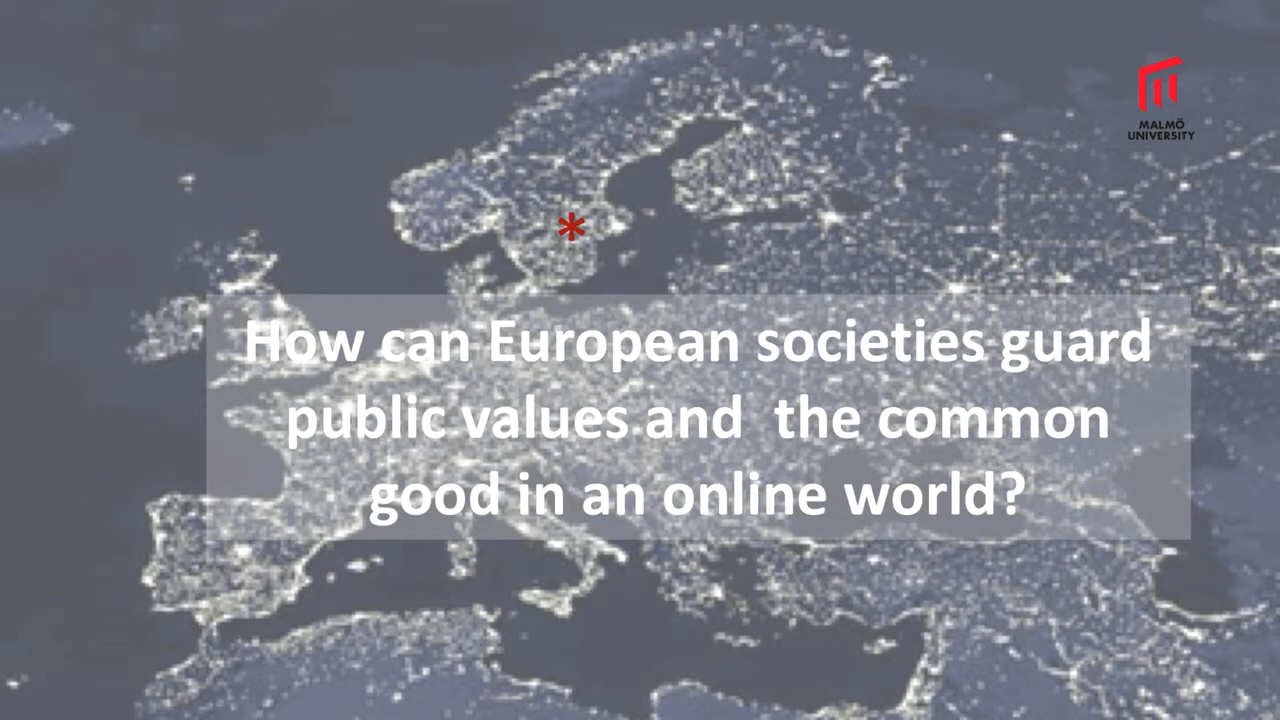 MALMÖ
UNIVERSITY
*
How can European societies guard
public values and  the common
good in an online world?